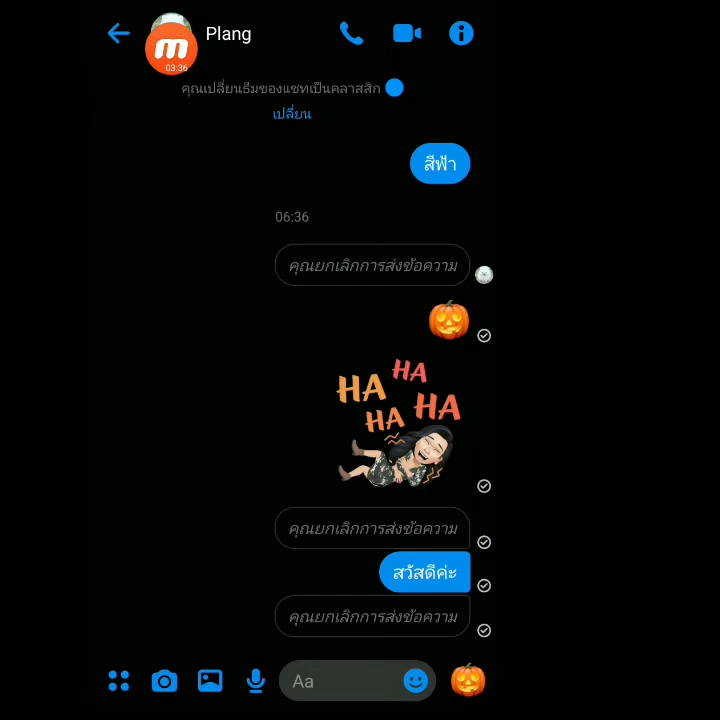 Plang
m
03:36
คุณเปลี่ยนธีมของแชทเป็นคลาสสิก
เปลี่ยน
สีฟ้า
06:36
คุณยกเลิกการส่งข้อความ
HA
HA
HA
HA
คุณยกเลิกการส่งข้อความ
สวัสดีค่ะ
คุณยกเลิกการส่งข้อความ
Aa